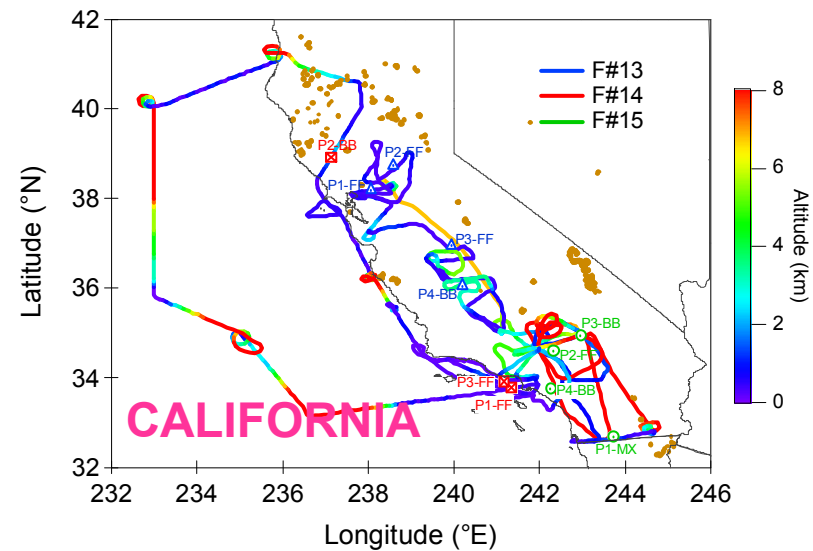 42
40
38
36
34
32
Latitude (°N)
232
234
236
238
240
242
244
246
Longitude (°E)
F#13
F#14
F#15
8
6
4
2
0
Altitude (km)
P2-BB
P2-FF
P1-FF
P3-FF
P4-BB
P3-BB
P2-FF
P3-FF
P4-BB
P1-FF
CALIFORNIA
P1-MX